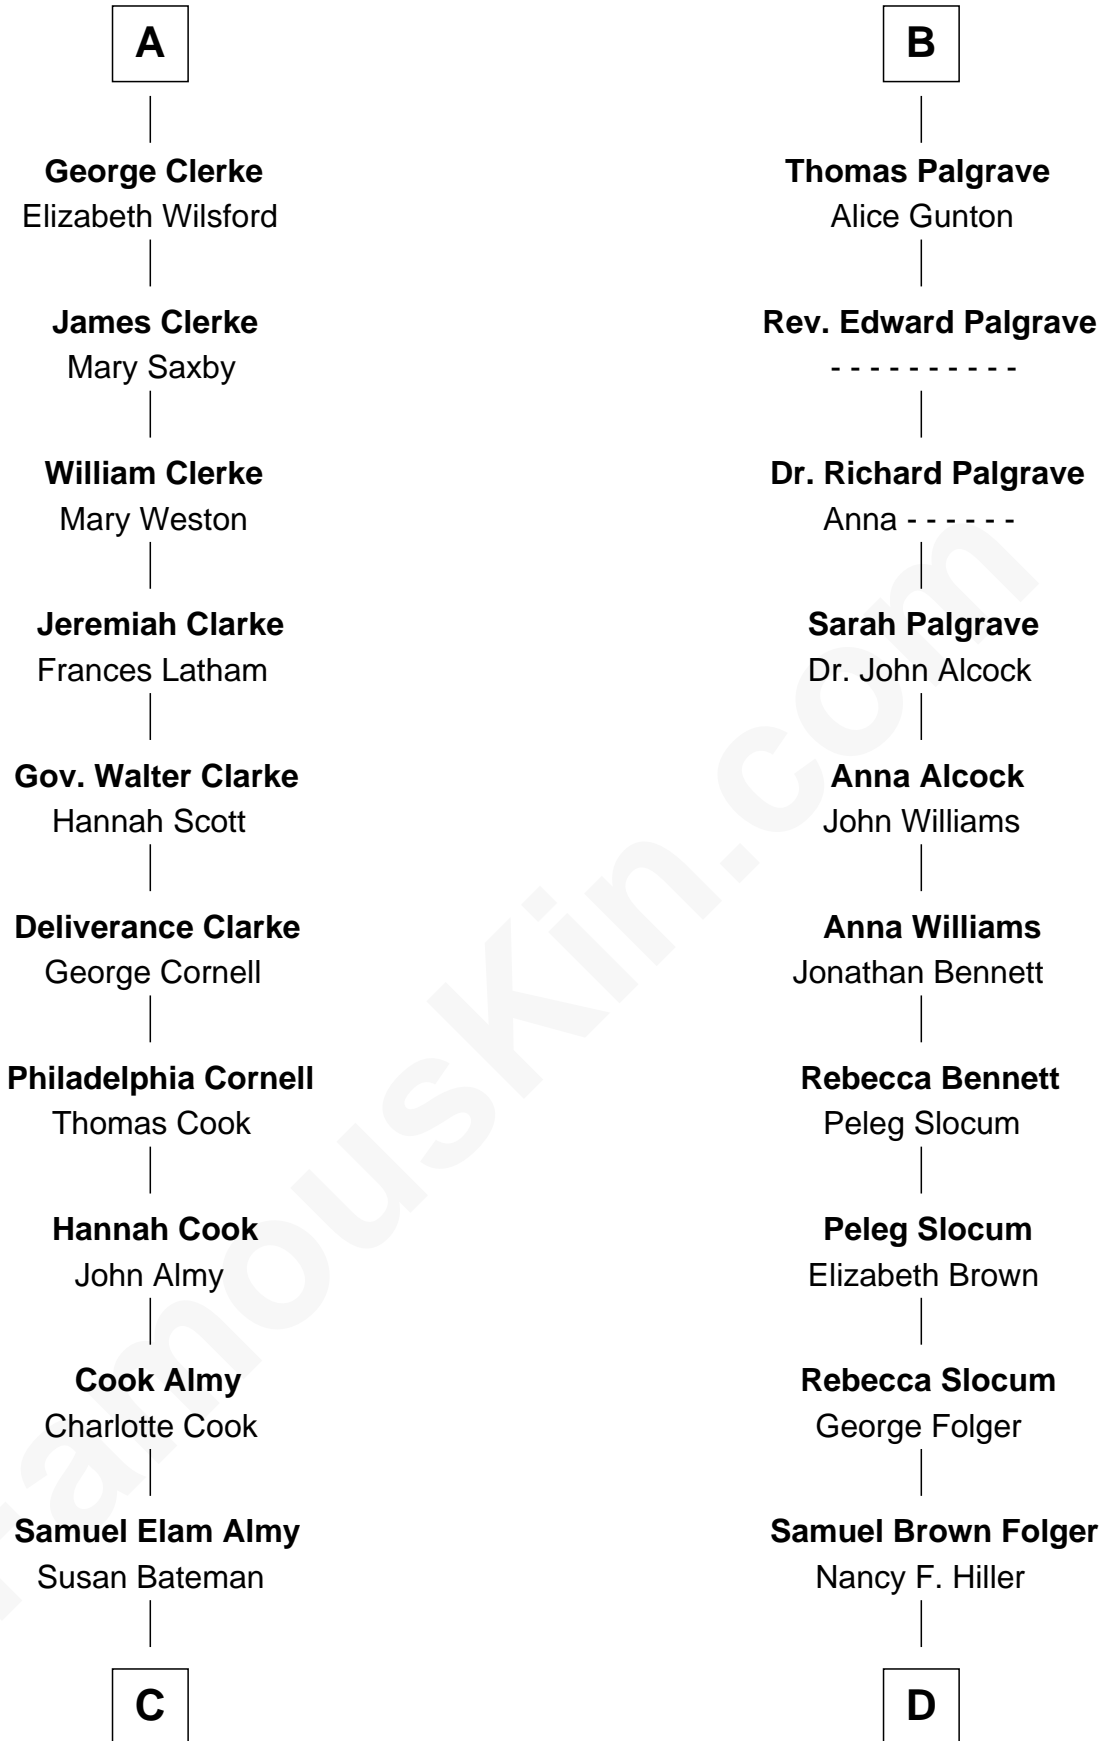 A
George Clerke
Elizabeth Wilsford
James Clerke
Mary Saxby
William Clerke
Mary Weston
Jeremiah Clarke
Frances Latham
Gov. Walter Clarke
Hannah Scott
Deliverance Clarke
George Cornell
Philadelphia Cornell
Thomas Cook
Hannah Cook
John Almy
Cook Almy
Charlotte Cook
Samuel Elam Almy
Susan Bateman
C
B
Thomas Palgrave
Alice Gunton
Rev. Edward Palgrave
- - - - - - - - - -
Dr. Richard Palgrave
Anna - - - - - -
Sarah Palgrave
Dr. John Alcock
Anna Alcock
John Williams
Anna Williams
Jonathan Bennett
Rebecca Bennett
Peleg Slocum
Peleg Slocum
Elizabeth Brown
Rebecca Slocum
George Folger
Samuel Brown Folger
Nancy F. Hiller
D
FamousKin.com